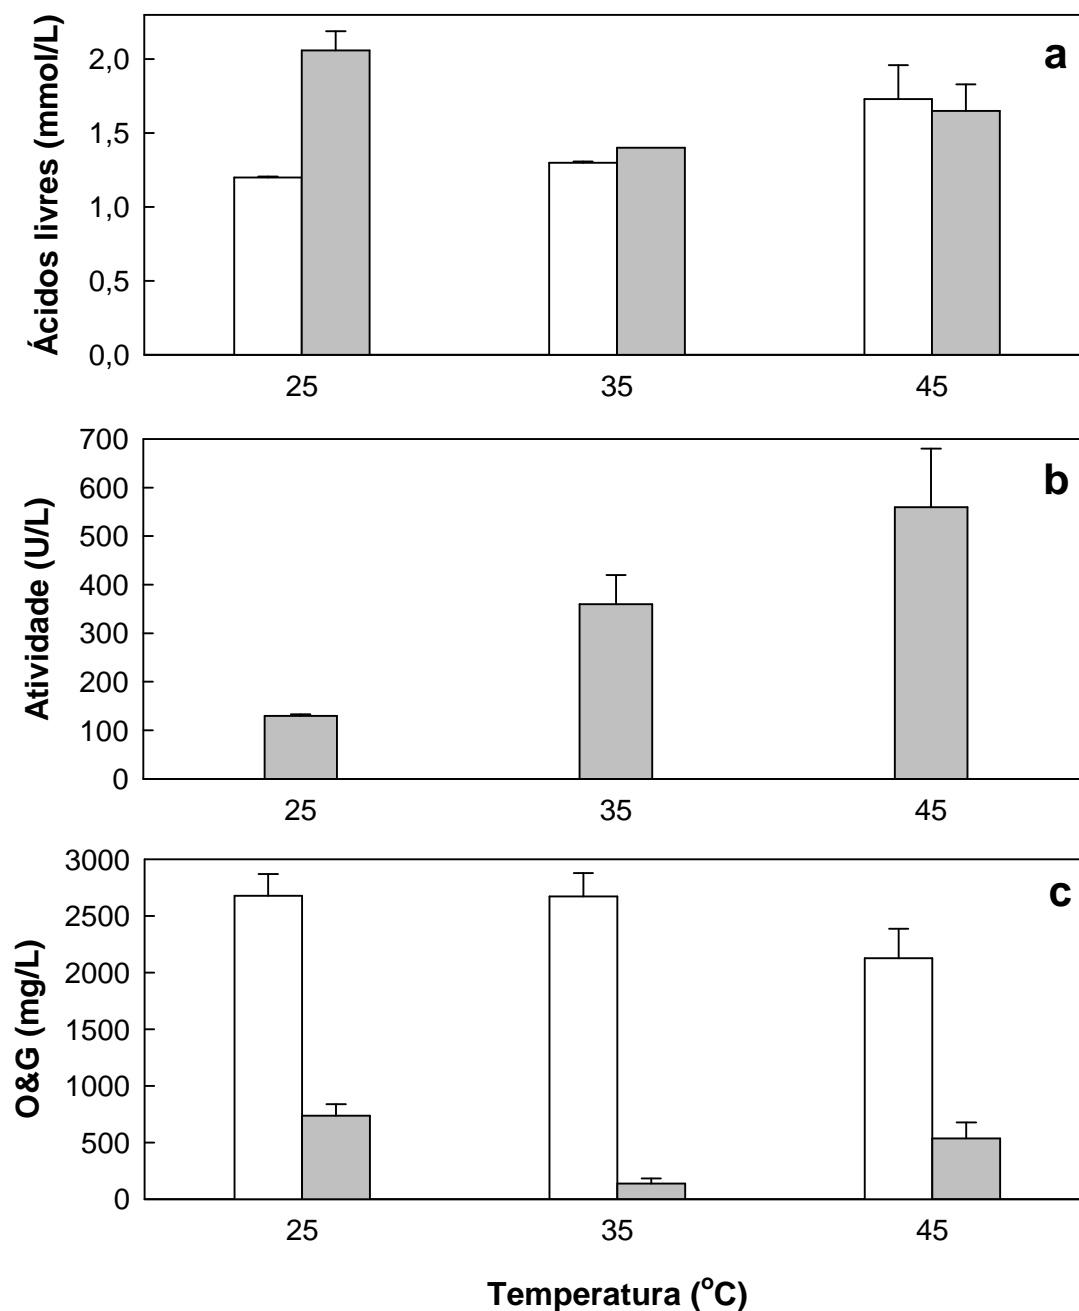 a
Ácidos livres (mmol/L)
2,0
1,5
1,0
0,5
0,0
25 35 45
b
Atividade (U/L)
700
600
500
400
300
200
100
0
25 35 45
c
O&G (mg/L)
3000
2500
2000
1500
1000
500
0
25 35 45
Temperatura (°C)